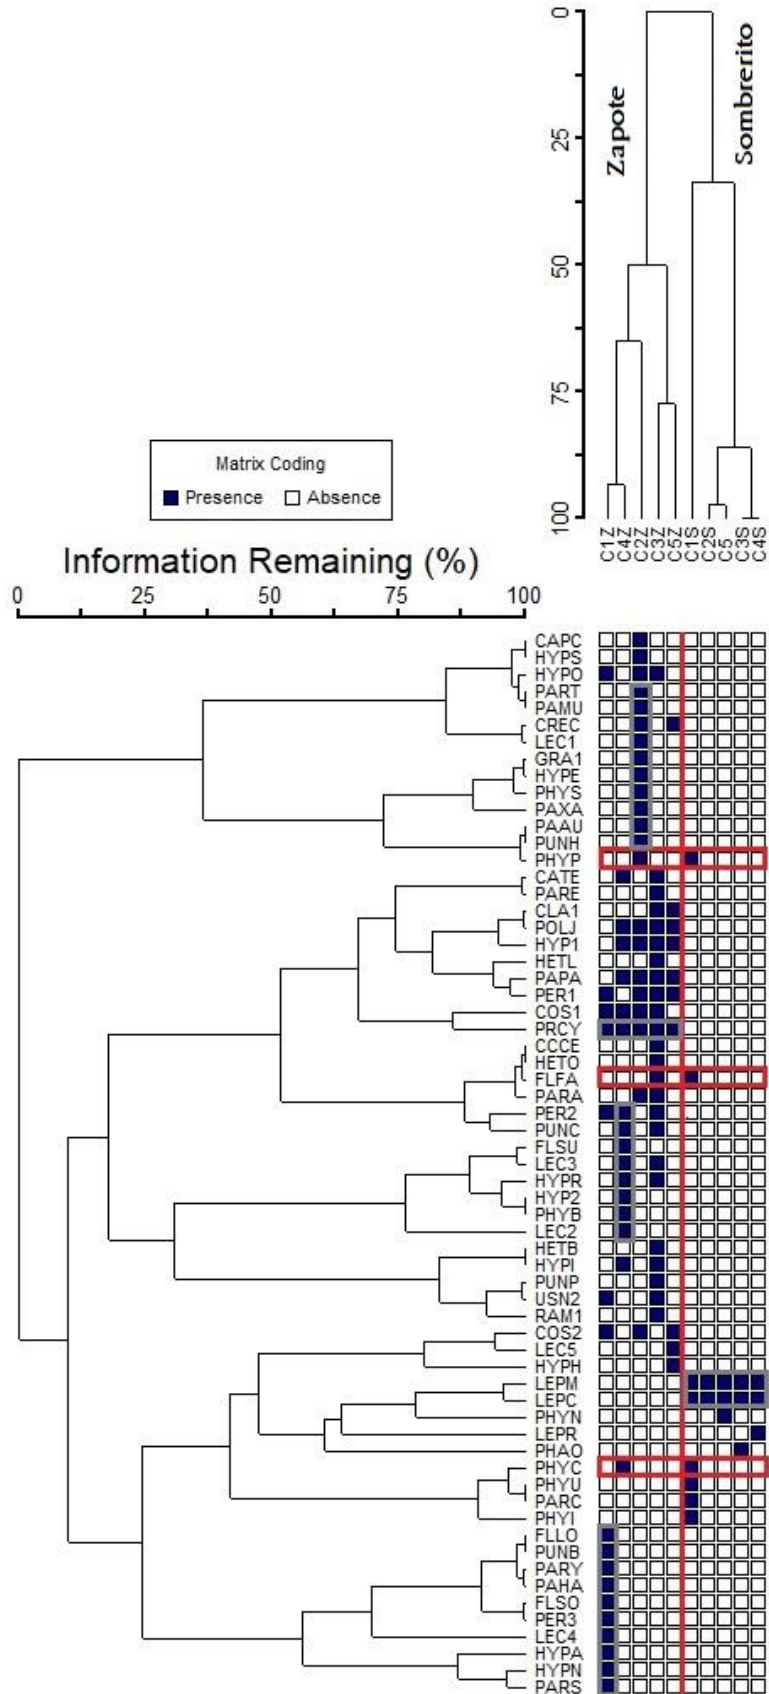 0
25
50
75
100
Zapote
Sombrerito
C1Z
C4Z
C2Z
C3Z
C5Z
C1S
C2S
C5
C3S
C4S
Matrix Coding
Presence Absence
Information Remaining (%)
0 25 50 75 100
CAPC
HYPS
HYPO
PART
PAMU
CREC
LEC1
GRA1
HYPE
PHYS
PAXA
PAAU
PUNH
PHYP
CATE
PARE
CLA1
POLJ
HYP1
HETL
PAPA
PER1
COS1
PRCY
CCCE
HETO
FLFA
PARA
PER2
PUNC
FLSU
LEC3
HYPR
HYP2
PHYB
LEC2
HETB
HYPI
PUNP
USN2
RAM1
COS2
LEC5
HYPH
LEPM
LEPC
PHYN
LEPR
PHAO
PHYC
PHYU
PARC
PHYI
FLLO
PUNB
PARY
PAHA
FLSO
PER3
LEC4
HYPA
HYPN
PARS